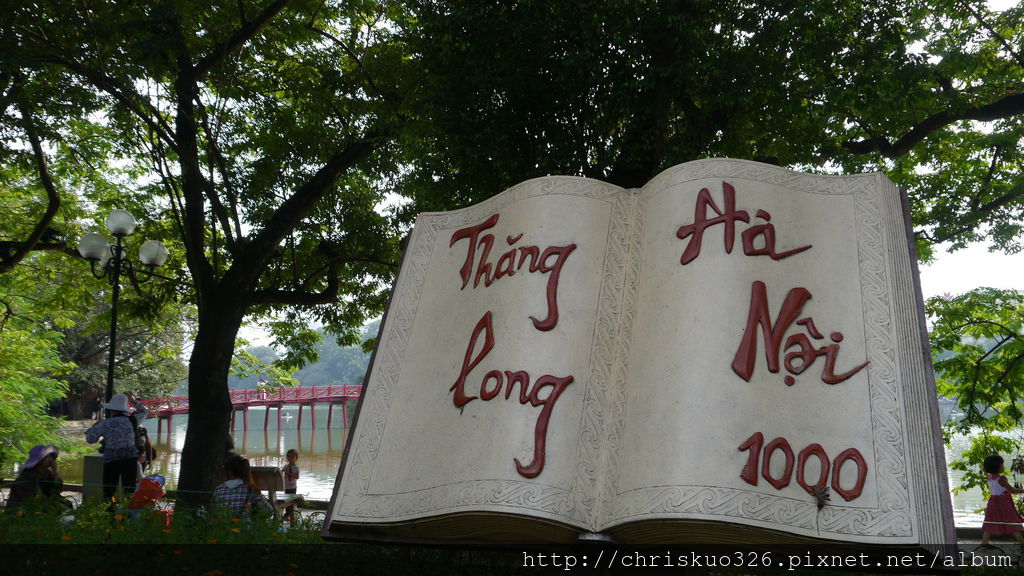 Thăng
long
Hà
Nội
1000
http://chriskuo326.pixnet.net/album